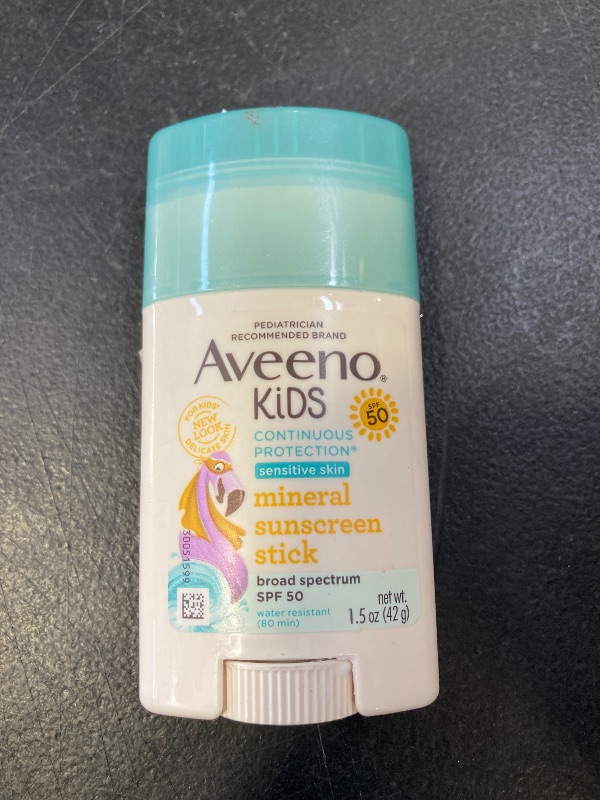 PEDIATRICIAN
RECOMMENDED BRAND
Aveeno®
KiDS
SPF
50
FOR KIDS'
NEW
LOOK
DELICATE SKIN
CONTINUOUS
PROTECTION®
sensitive skin
mineral
sunscreen
stick
30051599
broad spectrum
SPF 50
water resistant
(80 min)
net wt.
1.5 oz (42 g)